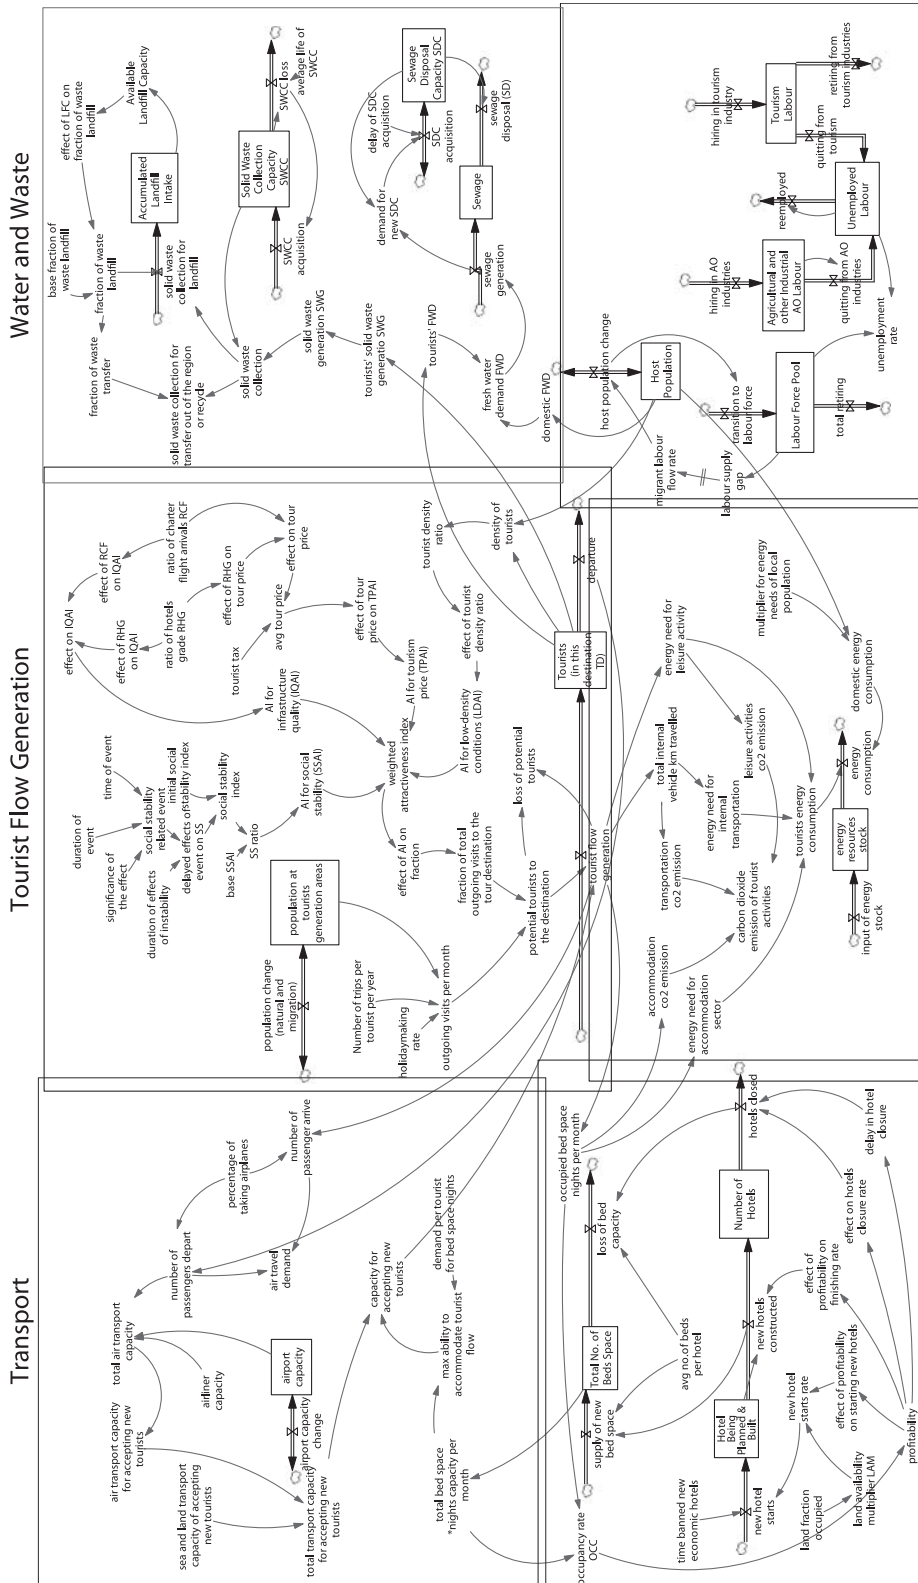 Transport
Tourist Flow Generation
Water and Waste
air transport capacity
for accepting new
tourists
total air transport
capacity
airliner
capacity
sea and land transport
capacity of accepting
new tourists
airport
capacity
airport capacity
change
total transport capacity
for accepting new
tourists
number of
passengers depart
air travel
demand
percentage of
taking airplanes
number of
passenger arrive
capacity for
accepting new
tourists
max ability to
accommodate tourist
flow
demand per tourist
for bed space nights
total bed space
*nights capacity per
month
occupied bed space
nights per month
occupancy rate
OCC
supply of new
bed space
Total No. of
Beds Space
loss of bed
capacity
avg no.of beds
per hotel
time banned new
economic hotels
new hotel
starts
Hotel
Being
Planned &
Built
new hotels
constructed
Number of
Hotels
hotels closed
land fraction
occupied
land availability
multiplier LAM
new hotel
starts rate
effect of profitability
on starting new hotels
effect of
profitability on
finishing rate
effect on hotels
closure rate
delay in hotel
closure
profitability
duration of
event
time of event
significance of
the effect
social stability
related event
duration of effects
of instability
initial social
stability index
delayed effects of
event on SS
social stability
index
base SSAI
SS ratio
AI for social
stability (SSAI)
population at
tourists
generation areas
population change
(natural and
migration)
Number of trips per
tourist per year
holidaymaking
rate
outgoing visits per month
effect on IQAI
effect of RCF
on IQAI
ratio of charter
flight arrivals RCF
effect of RHG
on IQAI
ratio of hotels
grade RHG
effect of RHG on
tour price
effect on tour
price
tourist tax
avg tour price
effect of tour
price on TPAI
AI for
infrastructure
quality (IQAI)
AI for tourism
price (TPAI)
weighted
attractiveness index
AI for low-density
conditions (LDAI)
effect of tourist
density ratio
tourist density
ratio
density of
tourists
effect of AI on
fraction
fraction of total
outgoing visits to the
tour destination
potential tourists to
the destination
loss of potential
tourists
tourist flow
generation
Tourists
(in this
destination
TD)
departure
accommodation
co2 emission
energy need for
accommodation
sector
transportation
co2 emission
total internal
vehicle km travelled
energy need for
internal
transportation
energy need for
leisure activity
leisure activities
co2 emission
carbon dioxide
emission of tourist
activities
tourists energy
consumption
multiplier for energy
needs of local
population
domestic energy
consumption
energy
consumption
energy
resources
stock
input of energy
stock
effect of LFC on
fraction of waste
landfill
Available
Landfill Capacity
Accumulated
Landfill
Intake
base fraction of
waste landfill
fraction of waste
landfill
solid waste
collection for
landfill
fraction of waste
transfer
solid waste collection for
transfer out of the region
or recycle
solid waste
collection
solid waste
generation SWG
tourists' solid waste
generatio SWG
Solid Waste
Collection
Capacity
SWCC
SWCC loss
average life of
SWCC
SWCC
acquisition
Sewage
Disposal
Capacity SDC
delay of SDC
acquisition
SDC
acquisition
demand for
new SDC
sewage
disposal (SD)
Sewage
sewage
generation
tourists' FWD
fresh water
demand FWD
domestic FWD
host population change
Host
Population
migrant labour
flow rate
labour supply
gap
transition to
labour force
Labour Force Pool
total retiring
unemployment
rate
hiring in tourism
industry
Tourism
Labour
retiring from
tourism industries
quitting from
tourism
reemployed
Unemployed
Labour
hiring in AO
industries
Agricultural and
other industrial
AO Labour
quitting from AO
industries